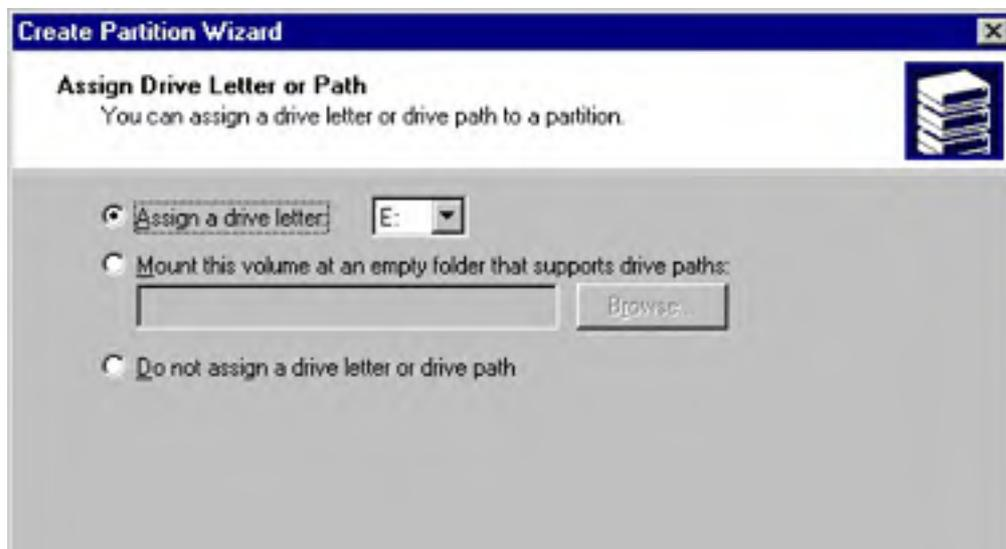 Create Partition Wizard
Assign Drive Letter or Path
You can assign a drive letter or drive path to a partition.
Assign a drive letter: E:
Mount this volume at an empty folder that supports drive paths:
Browse...
Do not assign a drive letter or drive path